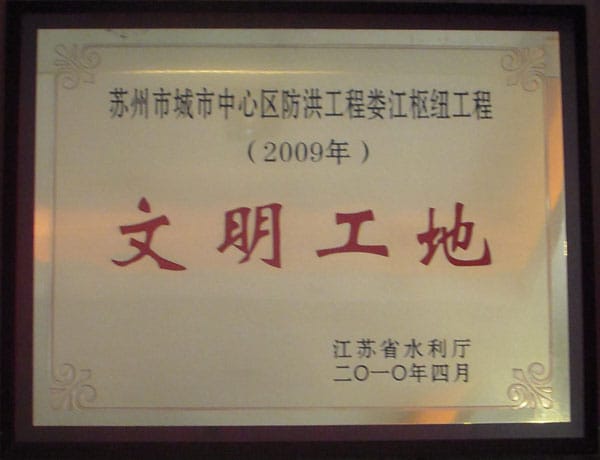 苏州市城市中心区防洪工程娄江枢纽工程
（2009年）
文明工地
江苏省水利厅
二〇一〇年四月